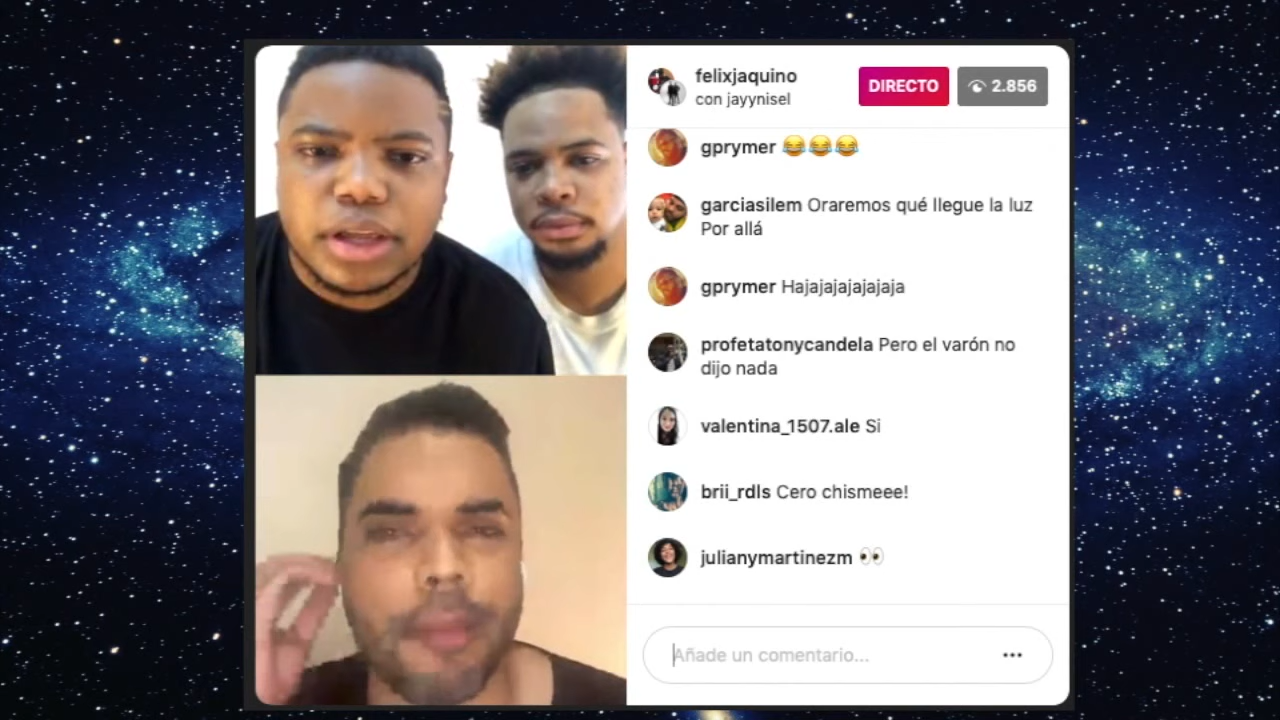 felixjaquino
con jayynisel
DIRECTO
2.856
gprymer 😂😂😂
garciasilem Oraremos qué llegue la luz
Por allá
gprymer Hajajajajajajaja
profetatonycandela Pero el varón no
dijo nada
valentina_1507.ale Si
brii_rdls Cero chismeee!
julianymartinezm 👀
Añade un comentario...